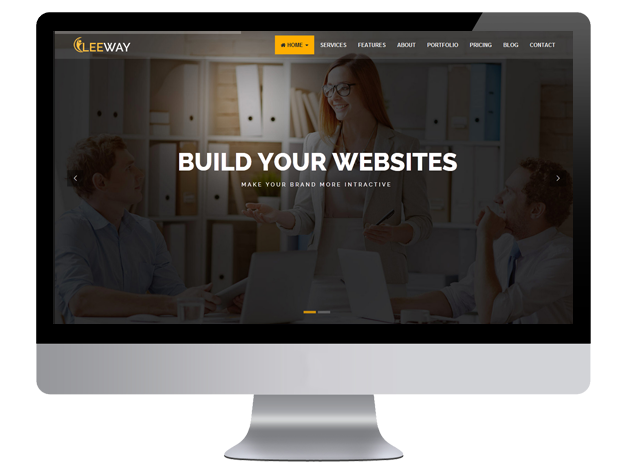 LEEWAY
HOME SERVICES FEATURES ABOUT PORTFOLIO PRICING BLOG CONTACT
BUILD YOUR WEBSITES
MAKE YOUR BRAND MORE INTRACTIVE